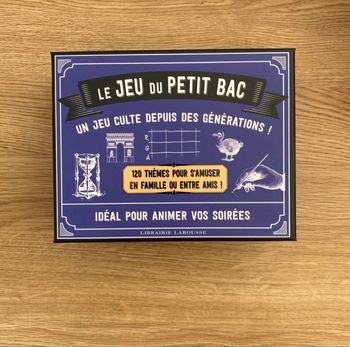 LE JEU DU PETIT BAC
UN JEU CULTE DEPUIS DES GÉNÉRATIONS !
R
G
A
120 THÈMES POUR S'AMUSER
EN FAMILLE OU ENTRE AMIS !
IDÉAL POUR ANIMER VOS SOIRÉES
LIBRAIRIE LAROUSSE